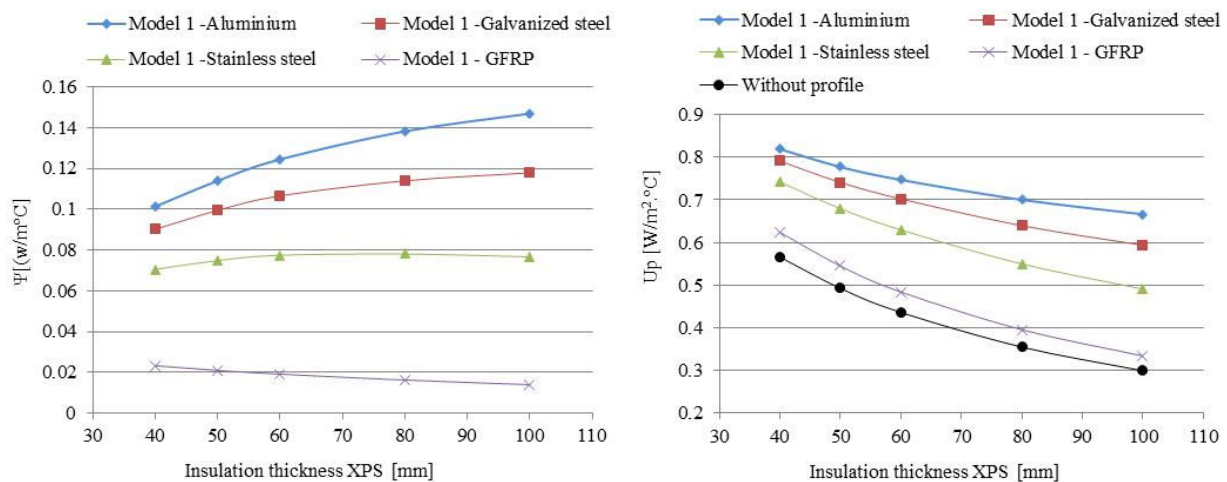 Model 1 -Aluminium Model 1 -Galvanized steel
Model 1 -Stainless steel Model 1 - GFRP
0.16
0.14
0.12
0.1
0.08
0.06
0.04
0.02
0
Ψ[(w/mºC]
30 40 50 60 70 80 90 100 110
Insulation thickness XPS [mm]
Model 1 -Aluminium Model 1 -Galvanized steel
Model 1 -Stainless steel Model 1 - GFRP
Without profile
0.9
0.8
0.7
0.6
0.5
0.4
0.3
0.2
Up [W/m².ºC]
30 40 50 60 70 80 90 100 110
Insulation thickness XPS [mm]